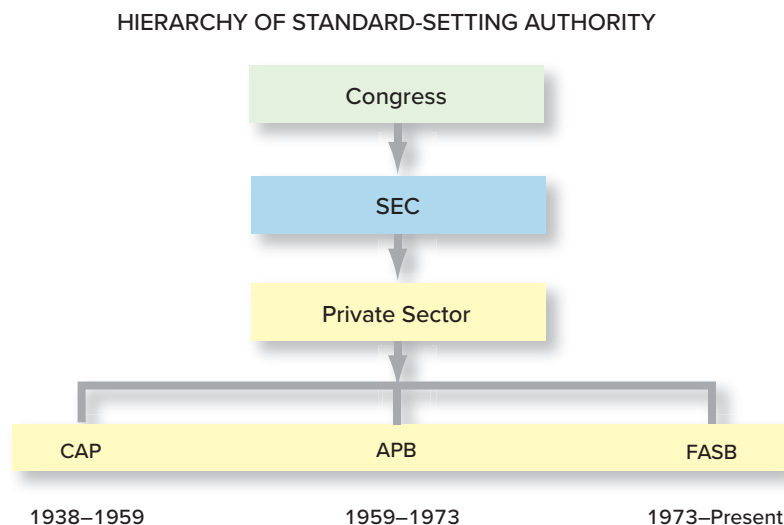 HIERARCHY OF STANDARD-SETTING AUTHORITY
Congress
SEC
Private Sector
CAP APB FASB
1938–1959 1959–1973 1973–Present